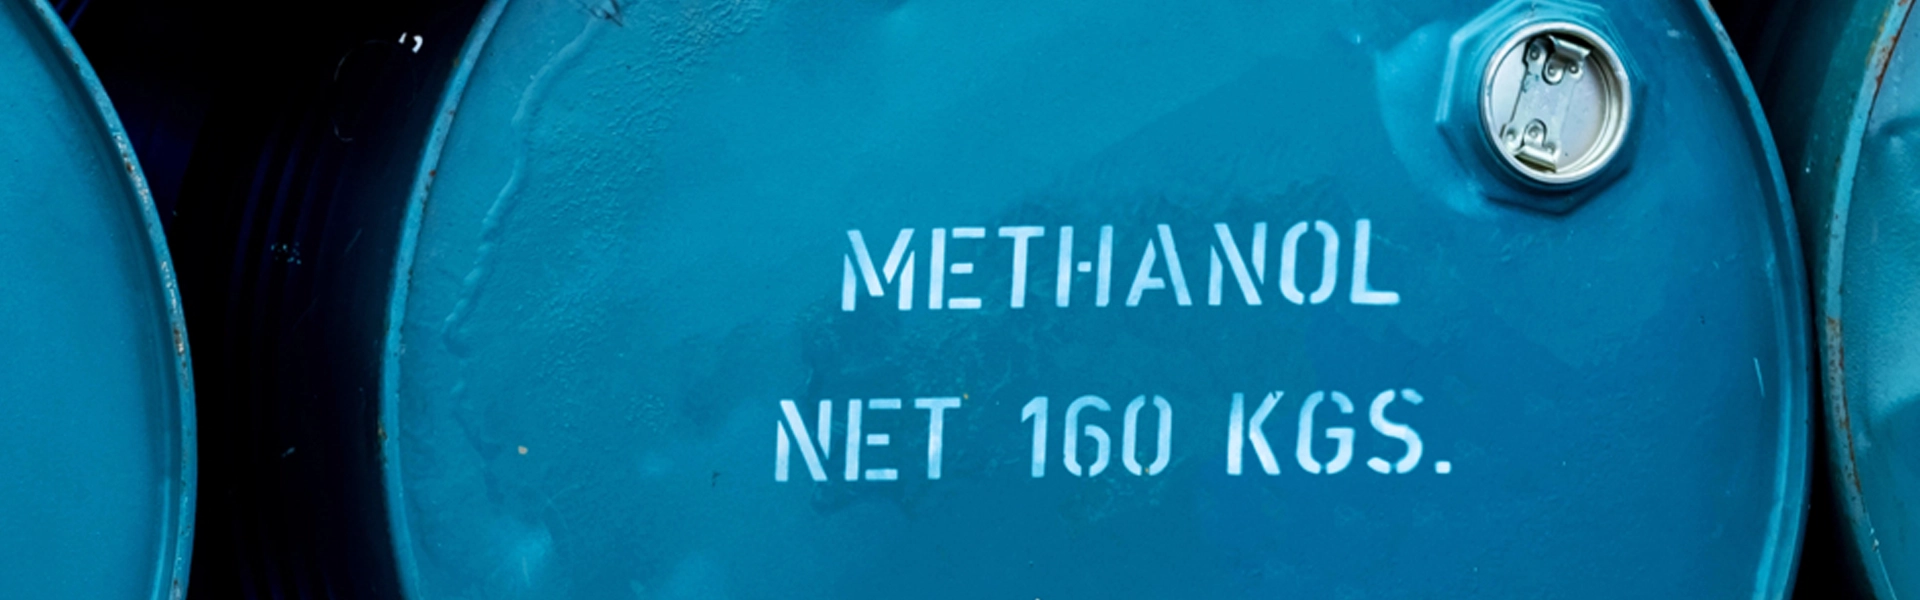 METHANOL
NET 160 KGS.